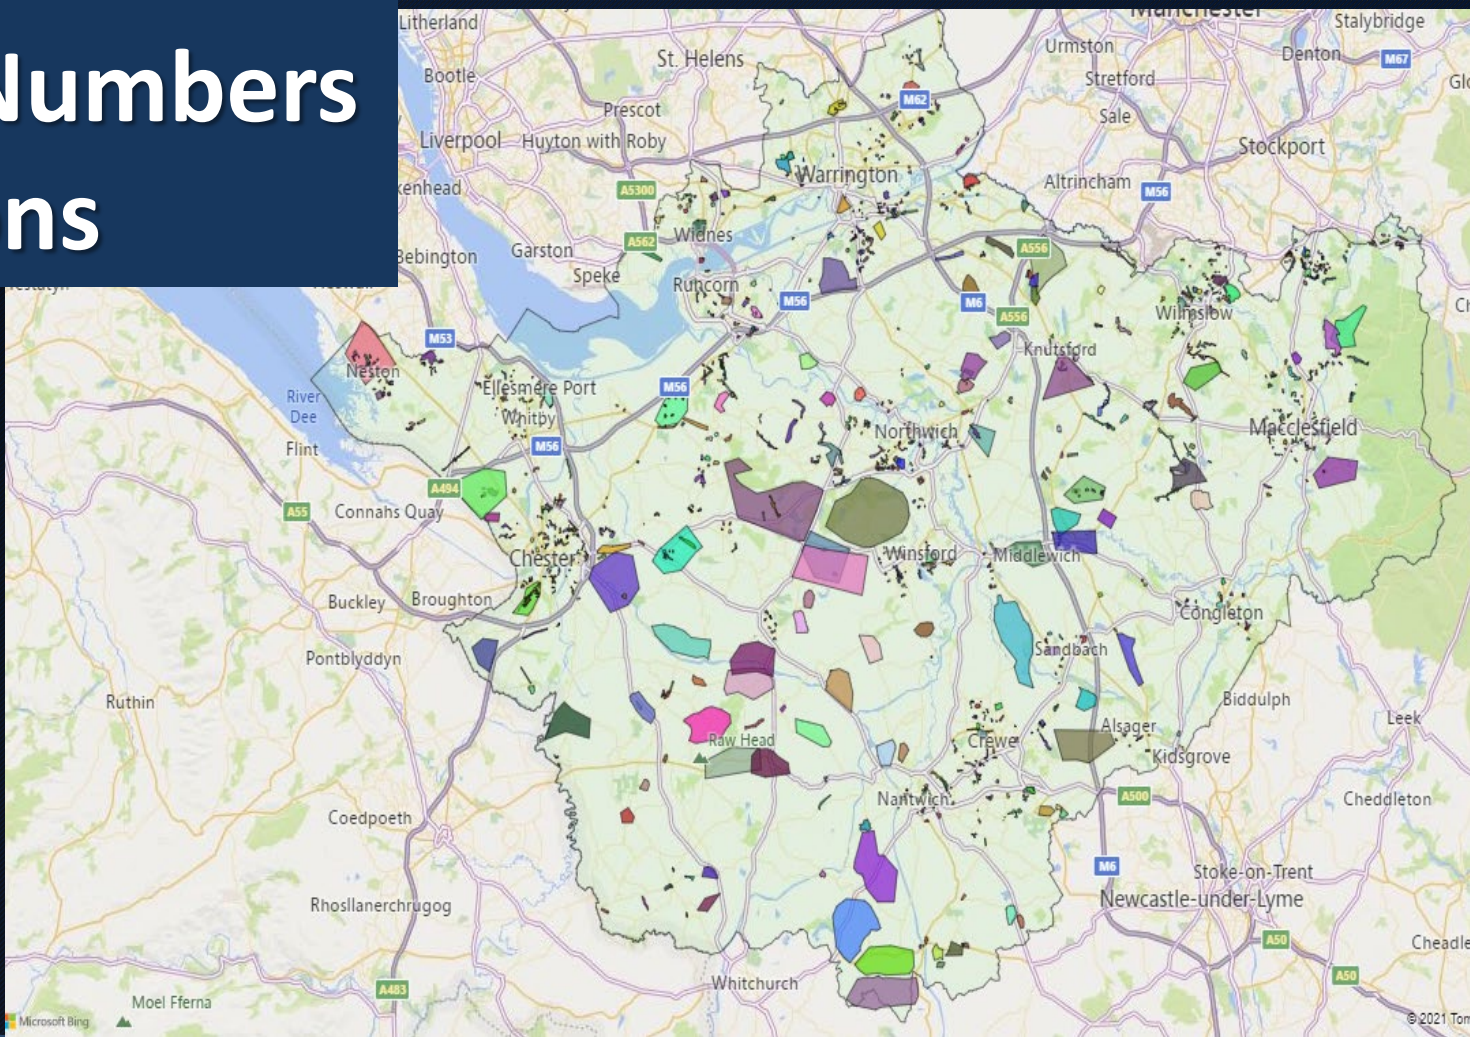 Numbers
ns
Litherland
Manchester
Stalybridge
St. Helens
Urmston
Denton
M67
Bootle
Stretford
M62
Prescot
Sale
Liverpool
Huyton with Roby
Stockport
Warrington
kenhead
A5300
Altrincham
M56
Widnes
A562
Garston
Bebington
A556
Speke
Runcorn
M56
M6
A556
Wilmslow
M53
Knutsford
Neston
River
Dee
Ellesmere Port
M56
Whitby
Northwich
Macclesfield
Flint
M56
A494
A55
Connahs Quay
Chester
Winsford
Middlewich
Buckley
Broughton
Congleton
Pontblyddyn
Sandbach
Ruthin
Biddulph
Leek
Raw Head
Crewe
Alsager
Kidsgrove
Nantwich
A500
Cheddleton
Coedpoeth
M6
Stoke-on-Trent
Newcastle-under-Lyme
Rhosllanerchrugog
A50
Cheadle
A50
Whitchurch
A483
Moel Fferna
Microsoft Bing
© 2021 Tom